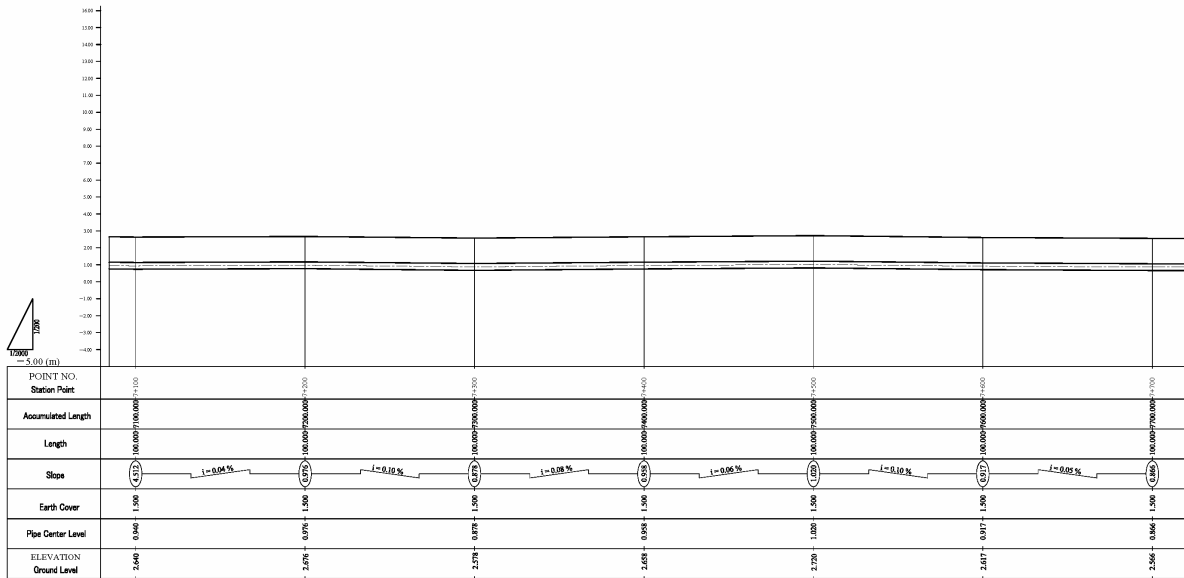 16.00
15.00
14.00
13.00
12.00
11.00
10.00
9.00
8.00
7.00
6.00
5.00
4.00
3.00
2.00
1.00
0.00
-1.00
-2.00
-3.00
-4.00
1/200
1/2000
-5.00 (m)
POINT NO.
Station Point
7+100 7+200 7+300 7+400 7+500 7+600 7+700
Accumulated Length
7100.000 7200.000 7300.000 7400.000 7500.000 7600.000 7700.000
Length
100.000 100.000 100.000 100.000 100.000 100.000 100.000
Slope
4.512 i = 0.04 % 0.976 i = 0.10 % 0.878 i = 0.08 % 0.958 i = 0.06 % 1.020 i = 0.10 % 0.917 i = 0.05 % 0.866
Earth Cover
1.500 1.500 1.500 1.500 1.500 1.500 1.500
Pipe Center Level
0.940 0.976 0.878 0.958 1.020 0.917 0.866
ELEVATION
Ground Level
2.640 2.676 2.578 2.658 2.720 2.617 2.566